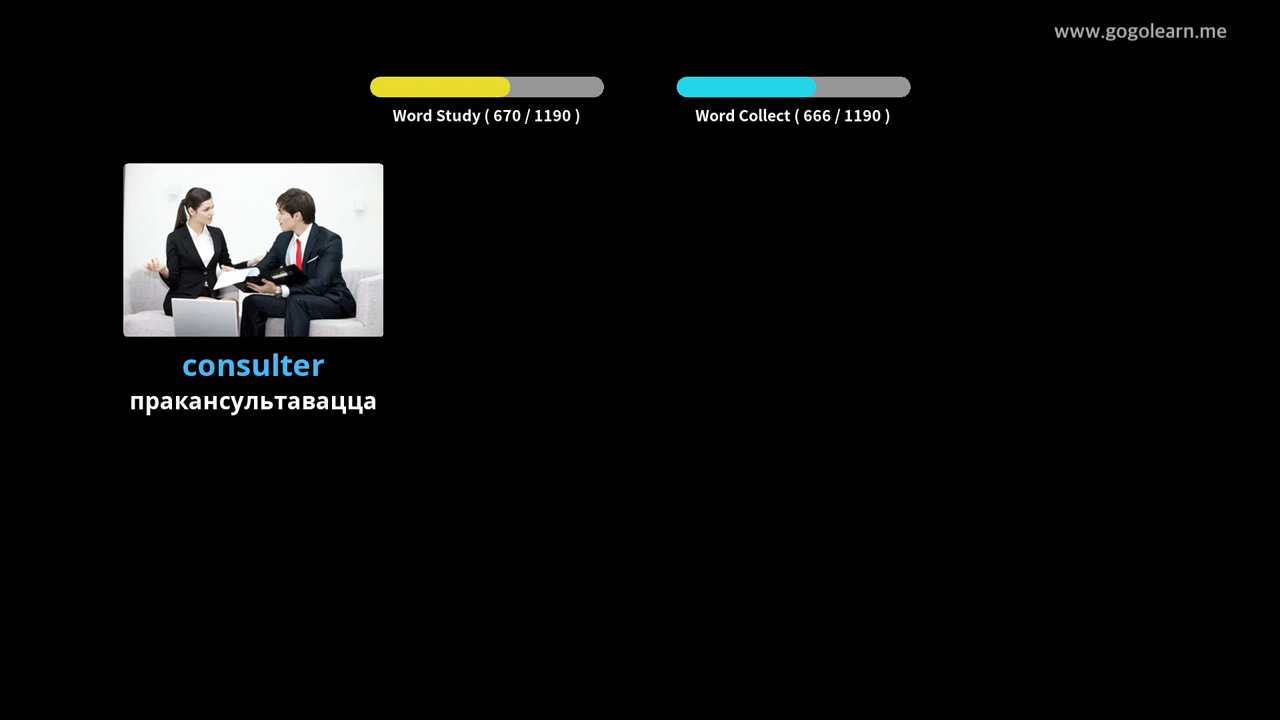 www.gogolearn.me
Word Study ( 670 / 1190 )
Word Collect ( 666 / 1190 )
consulter
пракансультавацца